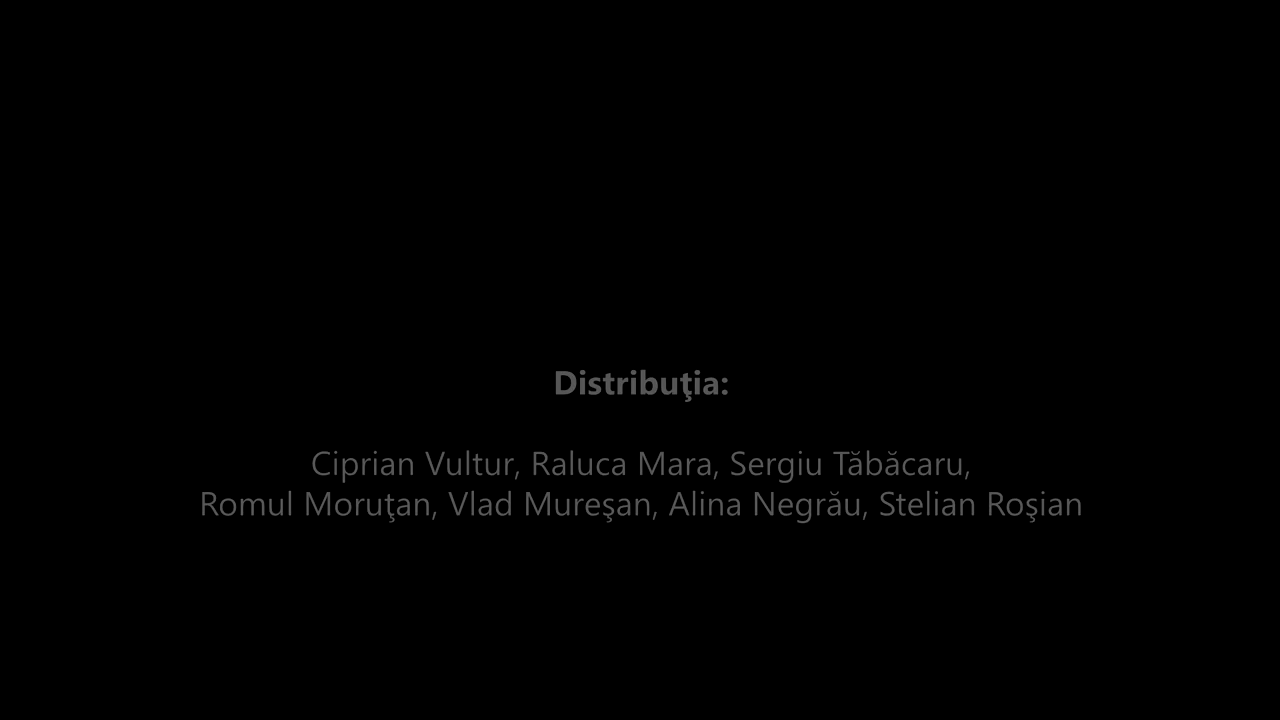 Distribuţia:
Ciprian Vultur, Raluca Mara, Sergiu Tăbăcaru,
Romul Moruţan, Vlad Mureşan, Alina Negrău, Stelian Roşian